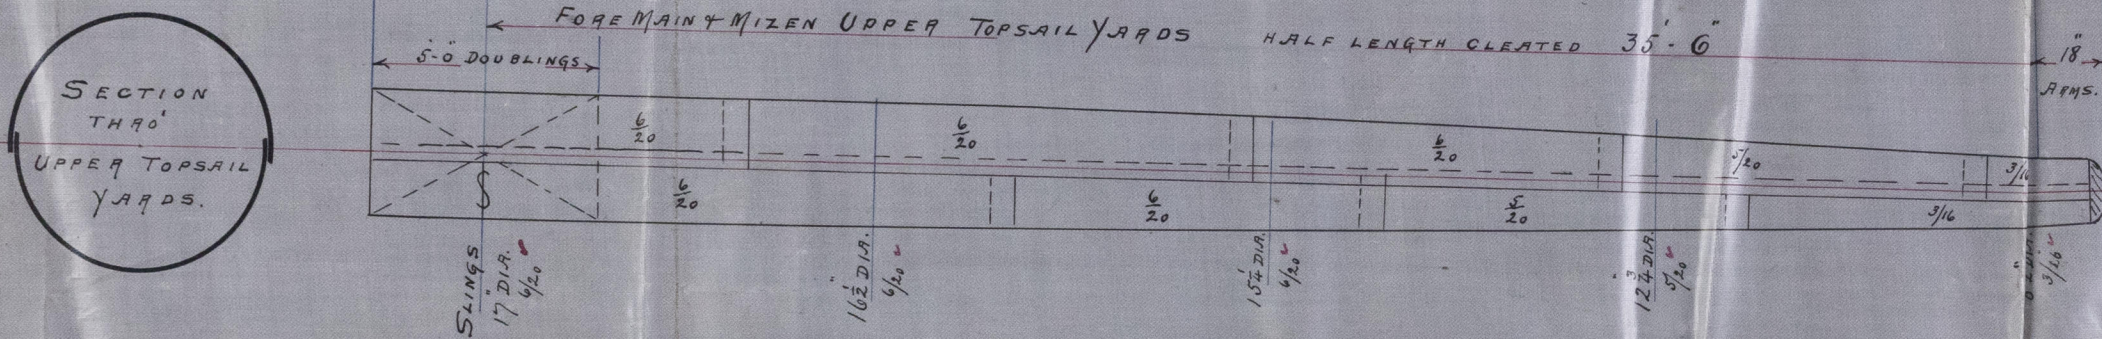 SECTION
THRO'
UPPER TOPSAIL
YARDS.
FORE MAIN & MIZEN UPPER TOPSAIL YARDS HALF LENGTH CLEATED 35'-6"
5'-0" DOUBLINGS
18"
ARMS.
6/20
6/20
6/20
5/20
3/16
6/20
6/20
5/20
3/16
SLINGS
17" DIA.
6/20
16½" DIA.
6/20
15¼" DIA.
6/20
12¾" DIA.
5/20
DIA.